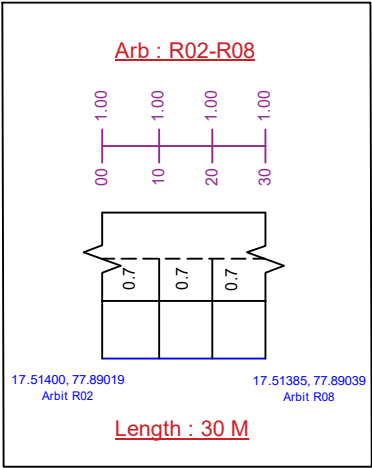 Arb : R02-R08
1.00 1.00 1.00 1.00
00 10 20 30
0.7 0.7 0.7
17.51400, 77.89019
Arbit R02
17.51385, 77.89039
Arbit R08
Length : 30 M